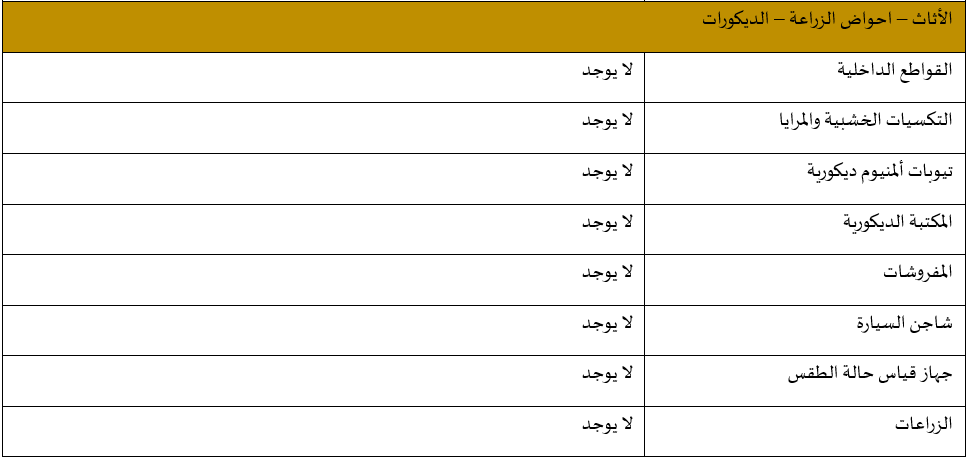 الأثاث – احواض الزراعة – الديكورات
القواطع الداخلية لا يوجد
التكسيات الخشبية والمرايا لا يوجد
تيوبات ألمنيوم ديكورية لا يوجد
المكتبة الديكورية لا يوجد
المفروشات لا يوجد
شاجن السيارة لا يوجد
جهاز قياس حالة الطقس لا يوجد
الزراعات لا يوجد